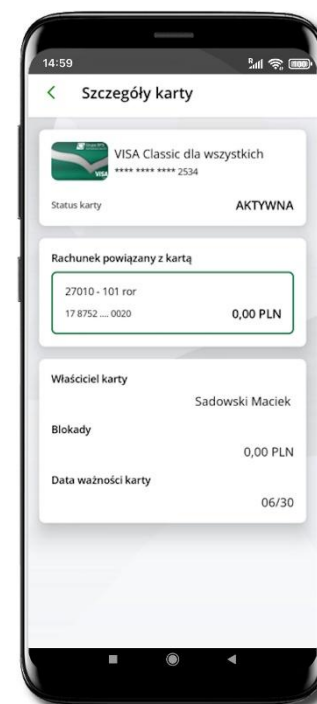 14:59
Szczegóły karty
VISA Classic dla wszystkich
**** **** **** 2534
VISA
Status karty AKTYWNA
Rachunek powiązany z kartą
27010 - 101 ror
17 8752 .... 0020 0,00 PLN
Właściciel karty
Sadowski Maciek
Blokady
0,00 PLN
Data ważności karty
06/30